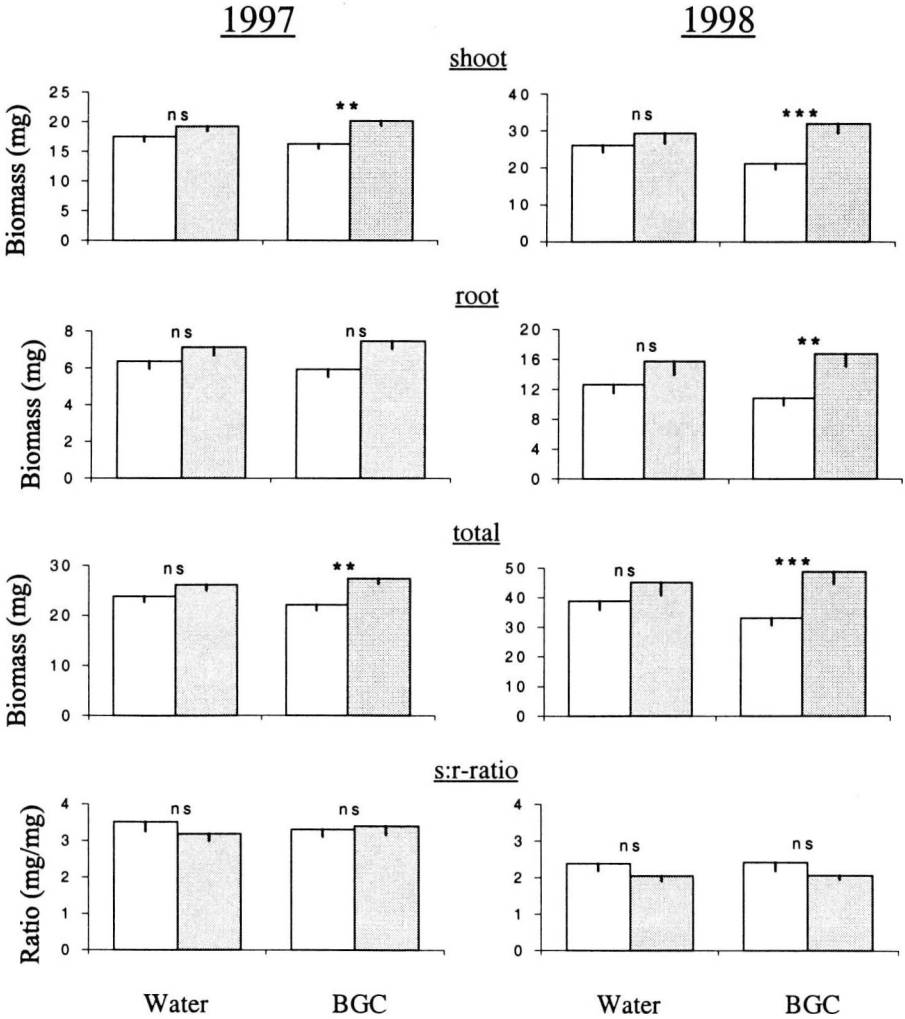 1997 1998
shoot
Biomass (mg) 25 20 15 10 5 0 ns ** 40 30 20 10 0 ns ***
root
Biomass (mg) 8 6 4 2 0 ns ns 20 16 12 8 4 0 ns **
total
Biomass (mg) 30 20 10 0 ns ** 50 40 30 20 10 0 ns ***
s:r-ratio
Ratio (mg/mg) 4 3 2 1 0 ns ns 4 3 2 1 0 ns ns
Water BGC Water BGC